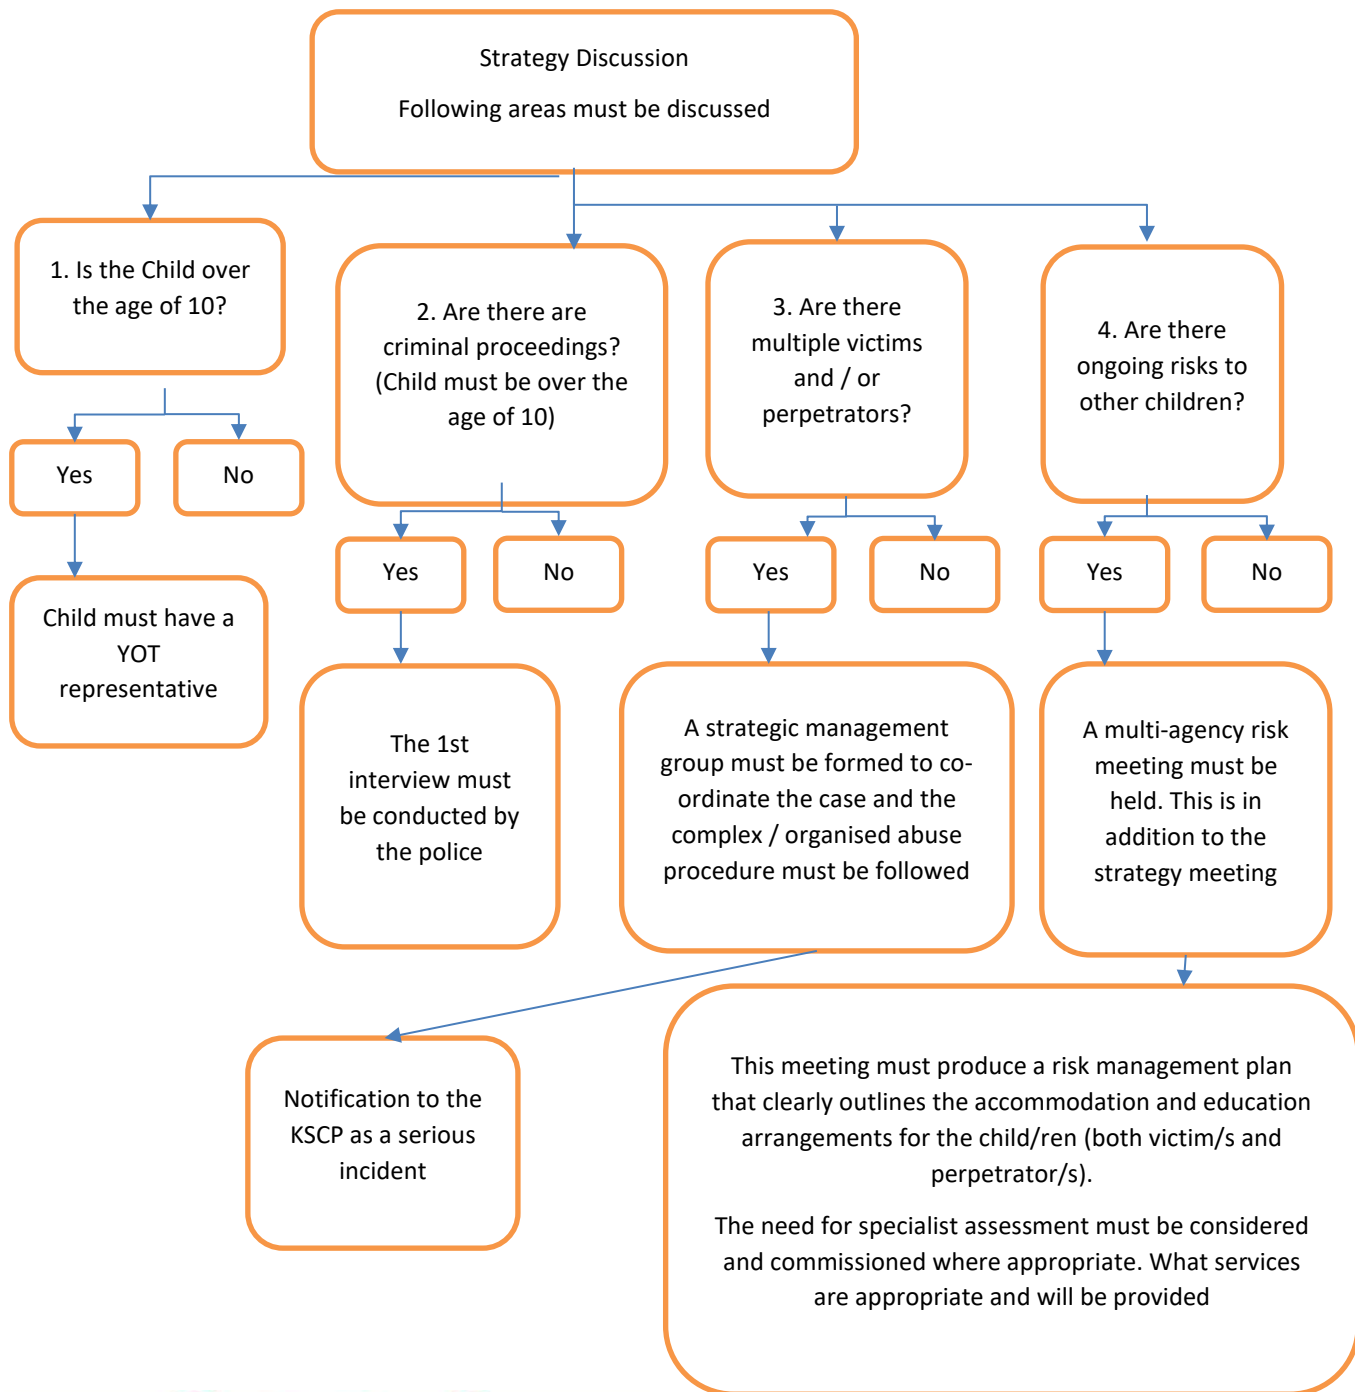 Strategy Discussion
Following areas must be discussed
1. Is the Child over
the age of 10?
2. Are there are
criminal proceedings?
(Child must be over the
age of 10)
3. Are there
multiple victims
and / or
perpetrators?
4. Are there
ongoing risks to
other children?
Yes
No
Yes
No
Yes
No
Yes
No
Child must have a
YOT
representative
The 1st
interview must
be conducted by
the police
A strategic management
group must be formed to co-
ordinate the case and the
complex / organised abuse
procedure must be followed
A multi-agency risk
meeting must be
held. This is in
addition to the
strategy meeting
Notification to the
KSCP as a serious
incident
This meeting must produce a risk management plan
that clearly outlines the accommodation and education
arrangements for the child/ren (both victim/s and
perpetrator/s).
The need for specialist assessment must be considered
and commissioned where appropriate. What services
are appropriate and will be provided